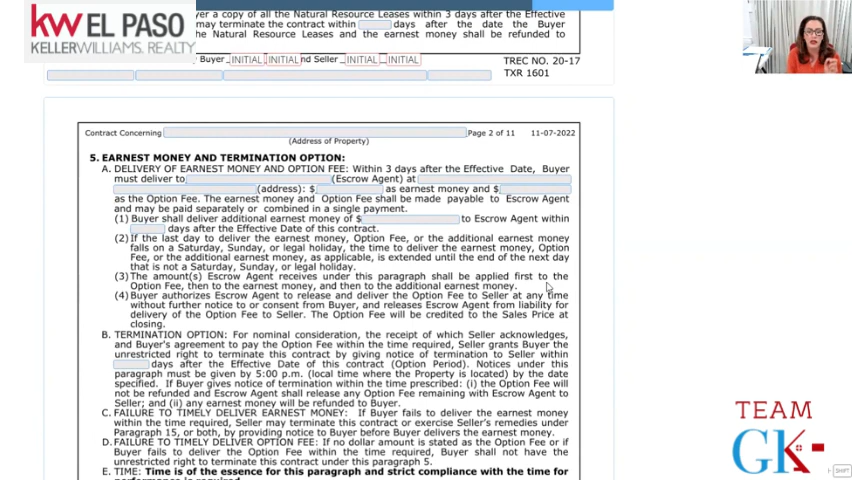 kw EL PASO
KELLERWILLIAMS. REALTY
er a copy of all the Natural Resource Leases within 3 days after the Effective
may terminate the contract within days after the date the Buyer
he Natural Resource Leases and the earnest money shall be refunded to
Buyer INITIAL INITIAL nd Seller INITIAL INITIAL
TREC NO. 20-17
TXR 1601
Contract Concerning Page 2 of 11 11-07-2022
(Address of Property)
5. EARNEST MONEY AND TERMINATION OPTION:
A. DELIVERY OF EARNEST MONEY AND OPTION FEE: Within 3 days after the Effective Date, Buyer
must deliver to (Escrow Agent) at
(address): $ as earnest money and $
as the Option Fee. The earnest money and Option Fee shall be made payable to Escrow Agent
and may be paid separately or combined in a single payment.
(1) Buyer shall deliver additional earnest money of $ to Escrow Agent within
days after the Effective Date of this contract.
(2) If the last day to deliver the earnest money, Option Fee, or the additional earnest money
falls on a Saturday, Sunday, or legal holiday, the time to deliver the earnest money, Option
Fee, or the additional earnest money, as applicable, is extended until the end of the next day
that is not a Saturday, Sunday, or legal holiday.
(3) The amount(s) Escrow Agent receives under this paragraph shall be applied first to the
Option Fee, then to the earnest money, and then to the additional earnest money.
(4) Buyer authorizes Escrow Agent to release and deliver the Option Fee to Seller at any time
without further notice to or consent from Buyer, and releases Escrow Agent from liability for
delivery of the Option Fee to Seller. The Option Fee will be credited to the Sales Price at
closing.
B. TERMINATION OPTION: For nominal consideration, the receipt of which Seller acknowledges,
and Buyer's agreement to pay the Option Fee within the time required, Seller grants Buyer the
unrestricted right to terminate this contract by giving notice of termination to Seller within
days after the Effective Date of this contract (Option Period). Notices under this
paragraph must be given by 5:00 p.m. (local time where the Property is located) by the date
specified. If Buyer gives notice of termination within the time prescribed: (i) the Option Fee will
not be refunded and Escrow Agent shall release any Option Fee remaining with Escrow Agent to
Seller; and (ii) any earnest money will be refunded to Buyer.
C. FAILURE TO TIMELY DELIVER EARNEST MONEY: If Buyer fails to deliver the earnest money
within the time required, Seller may terminate this contract or exercise Seller's remedies under
Paragraph 15, or both, by providing notice to Buyer before Buyer delivers the earnest money.
D. FAILURE TO TIMELY DELIVER OPTION FEE: If no dollar amount is stated as the Option Fee or if
Buyer fails to deliver the Option Fee within the time required, Buyer shall not have the
unrestricted right to terminate this contract under this paragraph 5.
E. TIME: Time is of the essence for this paragraph and strict compliance with the time for
performance is required.
TEAM
GK
SHIFT